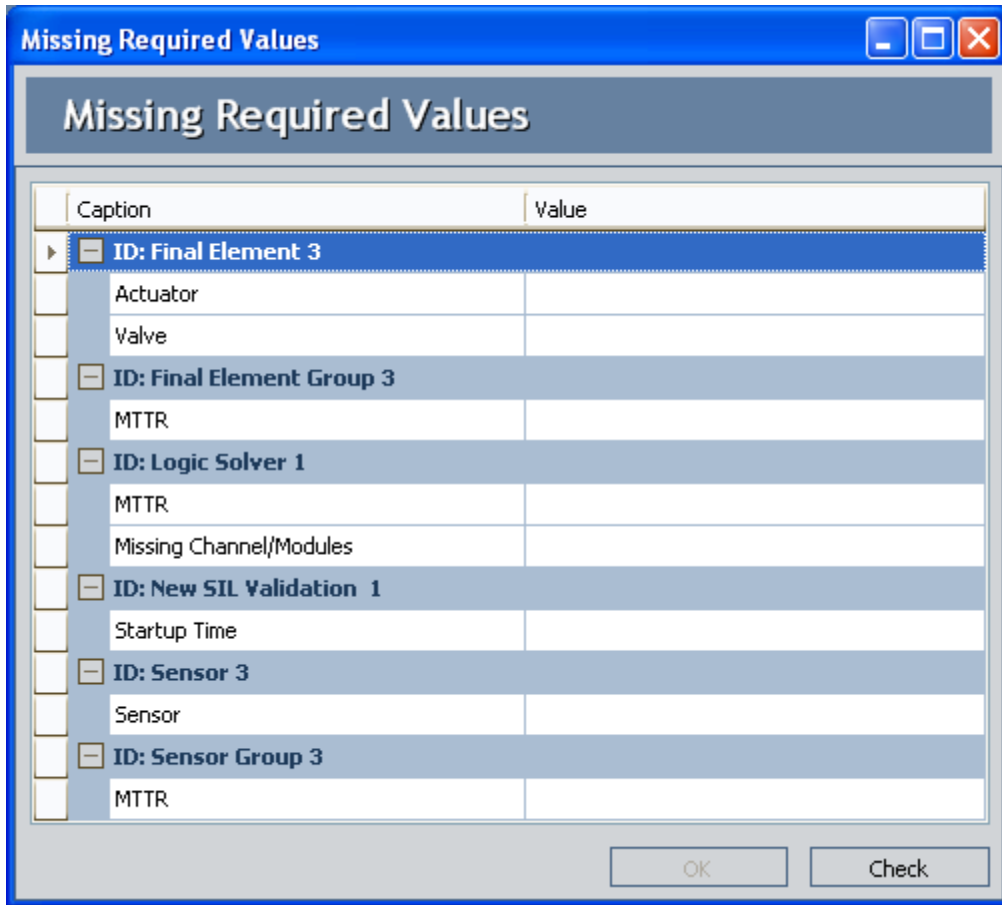 Missing Required Values
Missing Required Values
Caption Value
ID: Final Element 3
Actuator
Valve
ID: Final Element Group 3
MTTR
ID: Logic Solver 1
MTTR
Missing Channel/Modules
ID: New SIL Validation  1
Startup Time
ID: Sensor 3
Sensor
ID: Sensor Group 3
MTTR
OK Check